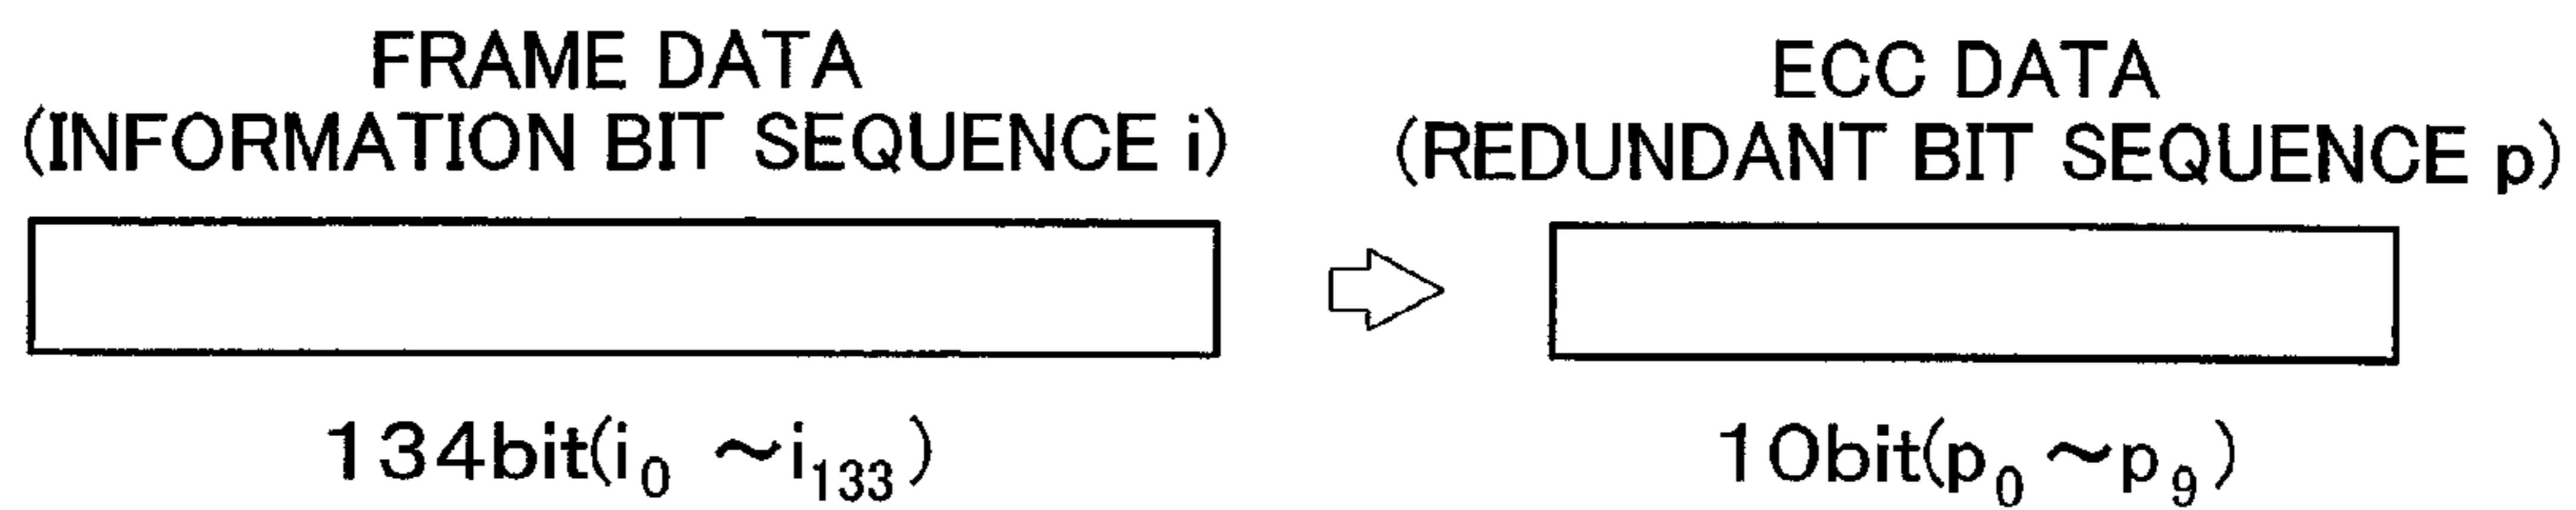 FRAME DATA
(INFORMATION BIT SEQUENCE i)
134bit(i0 ~i133)
ECC DATA
(REDUNDANT BIT SEQUENCE p)
10bit(p0~p9)